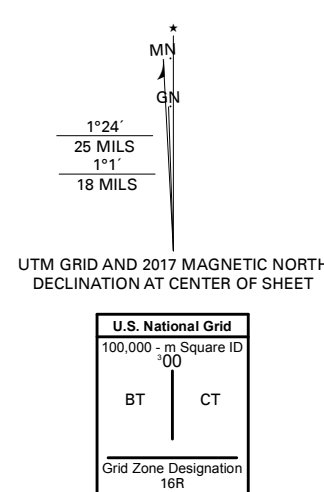 ★
MN
GN
1°24´
25 MILS
1°1´
18 MILS
UTM GRID AND 2017 MAGNETIC NORTH
DECLINATION AT CENTER OF SHEET
U.S. National Grid
100,000 - m Square ID
³00
BT CT
Grid Zone Designation
16R